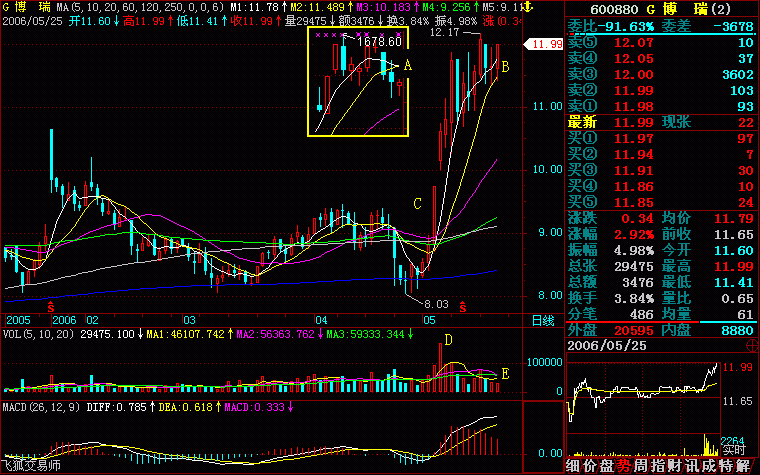 G 博 瑞 MA(5,10,20,60,120,250,0,0,0,6) M1:11.78↑ M2:11.489↑ M3:10.183↑ M4:9.256↑ M5:9.11
2006/05/25 开11.60↓ 高11.99↑ 低11.41↑ 收11.99↑ 量29475↓ 额3476↓ 换3.84% 振4.98% 涨(0.34
1678.60
A
12.17
B
C
8.03
11.99
11.00
10.00
9.00
8.00
2005 2006 02 03 04 05 日线
VOL(5,10,20) 29475.100↓ MA1:46107.742↑ MA2:56363.762↓ MA3:59333.344↓
D
E
100000
0
MACD(26,12,9) DIFF:0.785↑ DEA:0.618↑ MACD:0.333↓
0.00
飞狐交易师
600880 G 博 瑞(2)
委比 -91.63% 委差 -3678
卖⑤ 12.07 10
卖④ 12.05 37
卖③ 12.00 3602
卖② 11.99 103
卖① 11.98 93
最新 11.99 现张 22
买① 11.97 97
买② 11.94 7
买③ 11.91 30
买④ 11.86 10
买⑤ 11.85 24
涨跌 0.34 均价 11.79
涨幅 2.92% 前收 11.65
振幅 4.98% 今开 11.60
总张 29475 最高 11.99
总额 3476 最低 11.41
换手 3.84% 量比 0.65
分笔 486 均量 61
外盘 20595 内盘 8880
2006/05/25
11.99
11.65
2264
实时
细价盘势周指财讯成特解